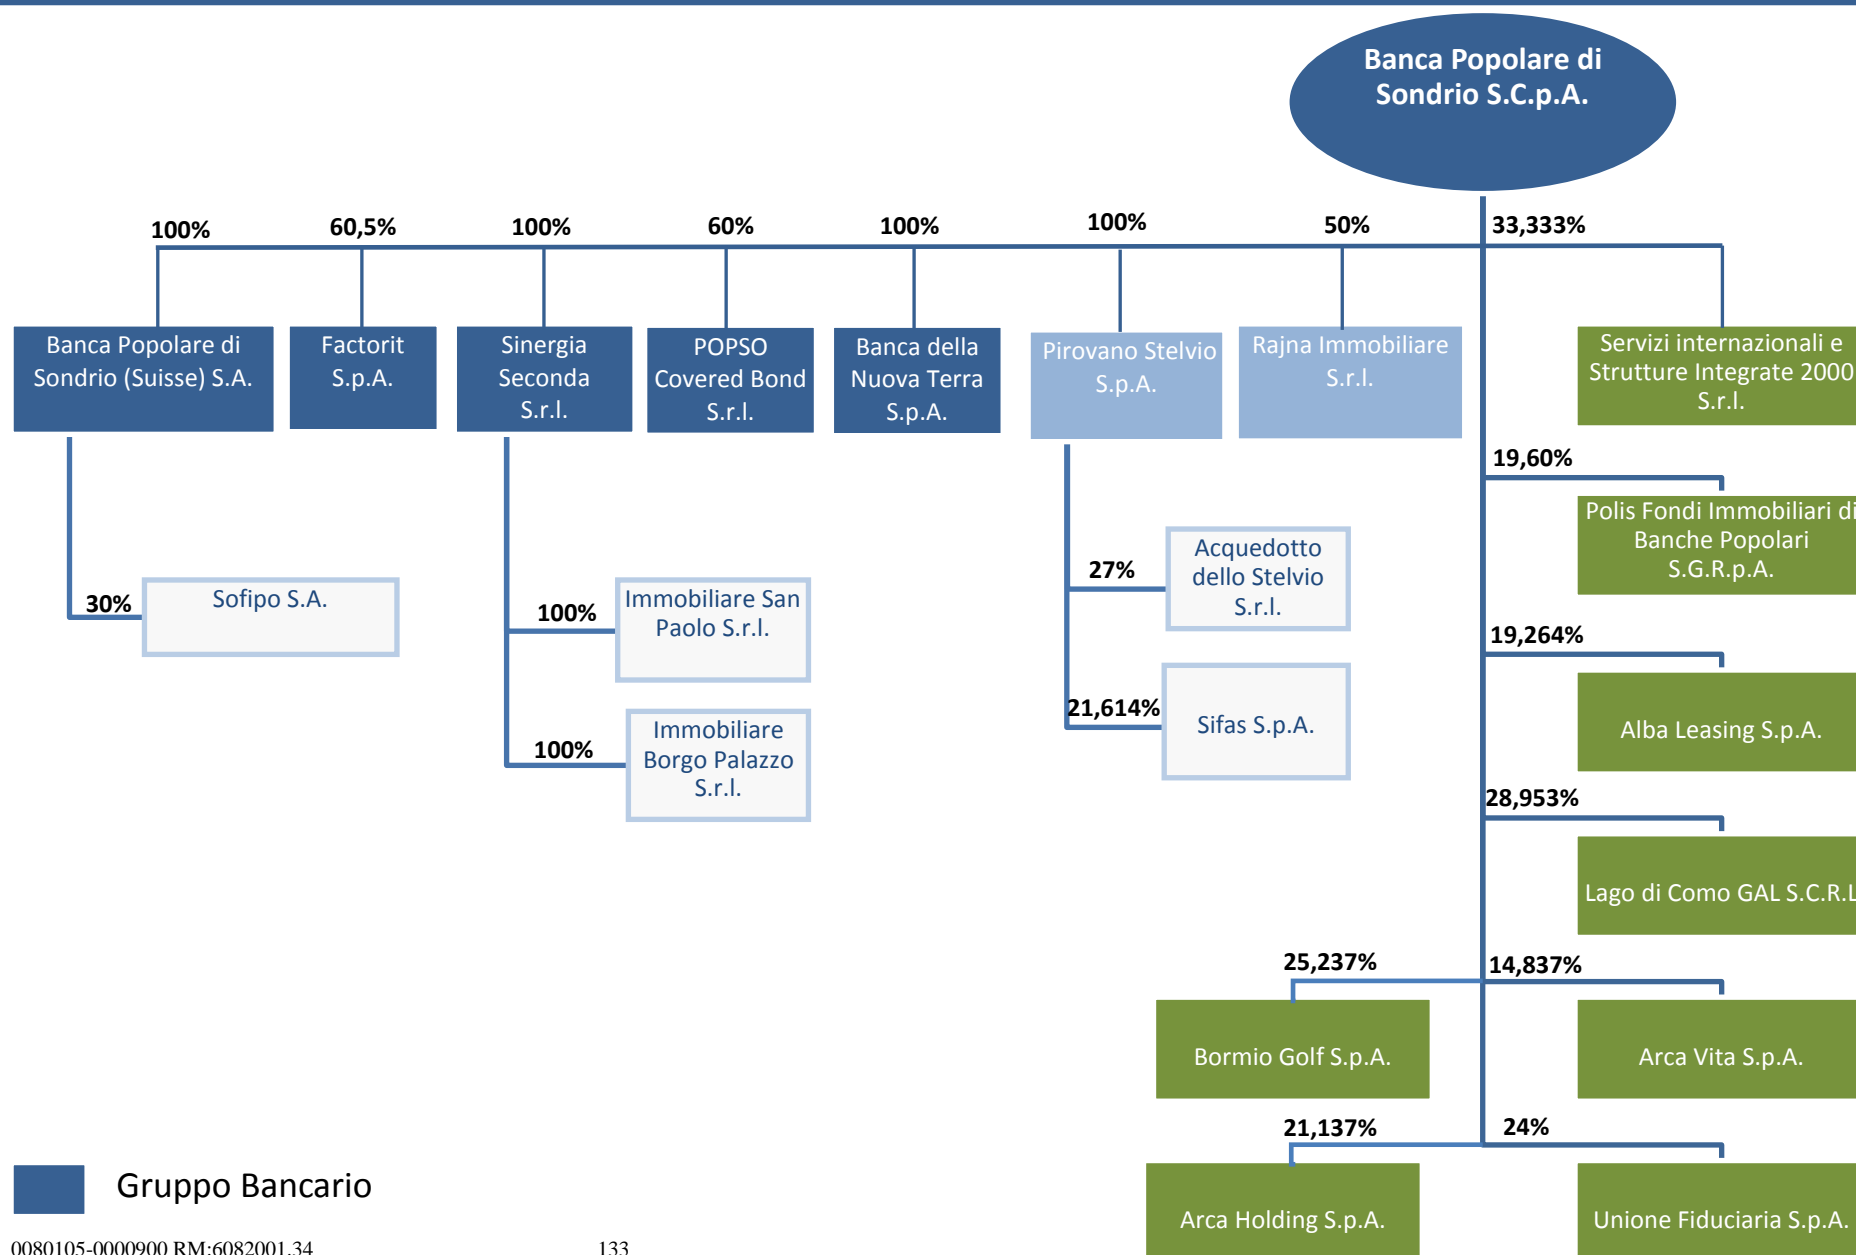 Banca Popolare di
Sondrio S.C.p.A.
100%
60,5%
100%
60%
100%
100%
50%
33,333%
Banca Popolare di
Sondrio (Suisse) S.A.
Factorit
S.p.A.
Sinergia
Seconda
S.r.l.
POPSO
Covered Bond
S.r.l.
Banca della
Nuova Terra
S.p.A.
Pirovano Stelvio
S.p.A.
Rajna Immobiliare
S.r.l.
Servizi internazionali e
Strutture Integrate 2000
S.r.l.
19,60%
Polis Fondi Immobiliari di
Banche Popolari
S.G.R.p.A.
30%
Sofipo S.A.
100%
Immobiliare San
Paolo S.r.l.
27%
Acquedotto
dello Stelvio
S.r.l.
19,264%
Alba Leasing S.p.A.
100%
Immobiliare
Borgo Palazzo
S.r.l.
21,614%
Sifas S.p.A.
28,953%
Lago di Como GAL S.C.R.L
25,237%
14,837%
Bormio Golf S.p.A.
Arca Vita S.p.A.
21,137%
24%
Arca Holding S.p.A.
Unione Fiduciaria S.p.A.
Gruppo Bancario
0080105-0000900 RM:6082001.34
133